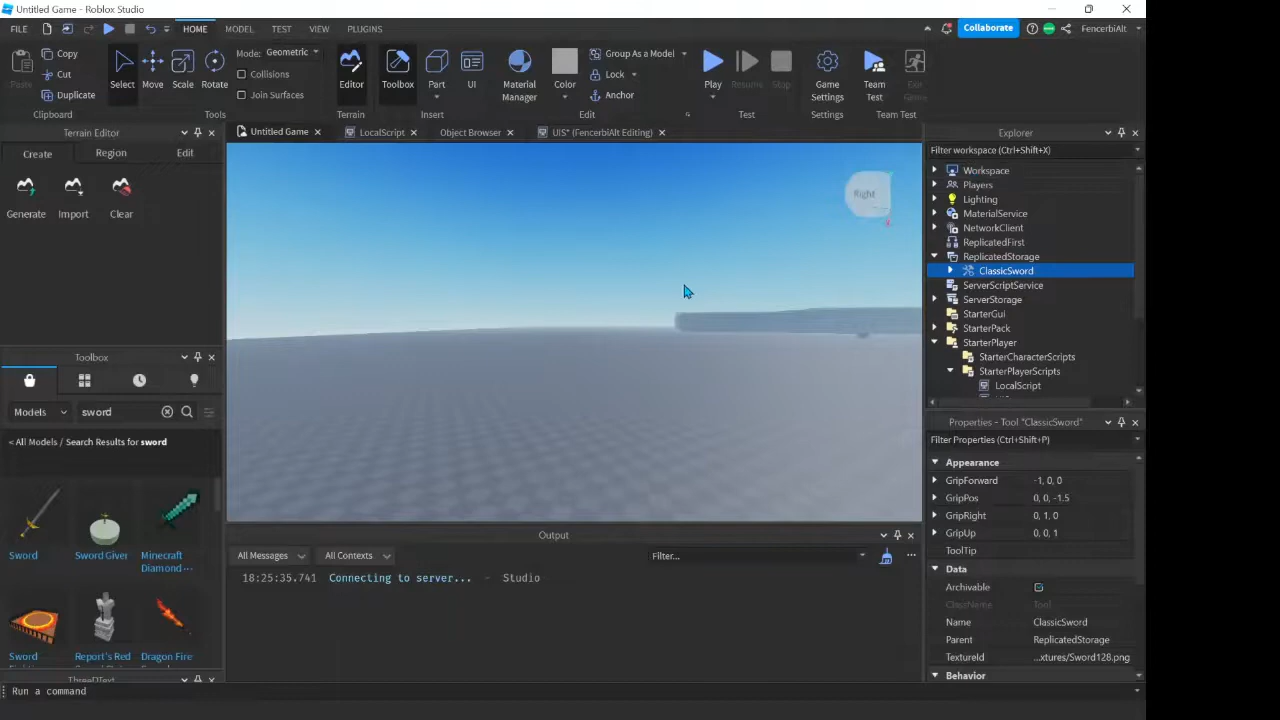 Untitled Game - Roblox Studio
FILE
HOME
MODEL
TEST
VIEW
PLUGINS
Collaborate
FencerbiAlt
Paste
Copy
Cut
Duplicate
Clipboard
Select
Move
Scale
Rotate
Tools
Mode: Geometric
Collisions
Join Surfaces
Editor
Terrain
Toolbox
Part
UI
Insert
Material
Manager
Color
Group As a Model
Lock
Anchor
Edit
Play
Resume
Stop
Test
Game
Settings
Settings
Team
Test
Exit
Game
Team Test
Terrain Editor
Create
Region
Edit
Generate
Import
Clear
Untitled Game
LocalScript
Object Browser
UIS* (FencerbiAlt Editing)
Right
Toolbox
Models
sword
< All Models / Search Results for sword
Sword
Sword Giver
Minecraft
Diamond ···
Sword
Report's Red
Dragon Fire
Output
All Messages
All Contexts
Filter...
18:25:35.741 Connecting to server... - Studio
Explorer
Filter workspace (Ctrl+Shift+X)
Workspace
Players
Lighting
MaterialService
NetworkClient
ReplicatedFirst
ReplicatedStorage
ClassicSword
ServerScriptService
ServerStorage
StarterGui
StarterPack
StarterPlayer
StarterCharacterScripts
StarterPlayerScripts
LocalScript
Properties - Tool "ClassicSword"
Filter Properties (Ctrl+Shift+P)
Appearance
GripForward -1, 0, 0
GripPos 0, 0, -1.5
GripRight 0, 1, 0
GripUp 0, 0, 1
ToolTip
Data
Archivable
ClassName Tool
Name ClassicSword
Parent ReplicatedStorage
TextureId ...xtures/Sword128.png
Behavior
Run a command